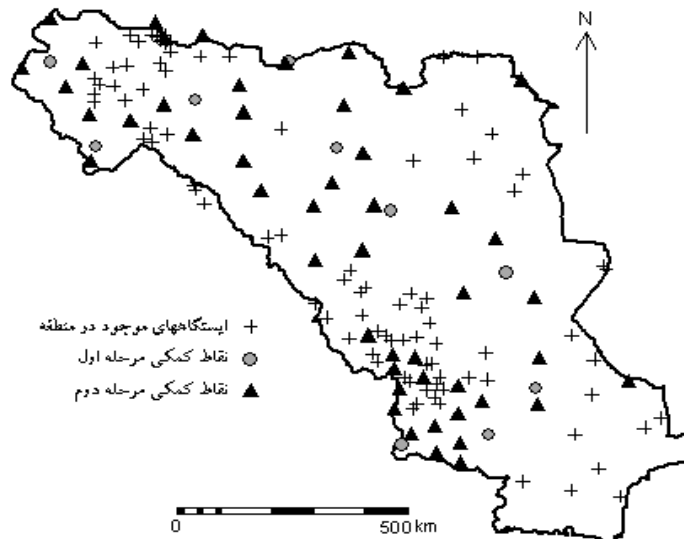 N
ایستگاههای موجود در منطقه
نقاط کمکی مرحله اول
نقاط کمکی مرحله دوم
0 500 km